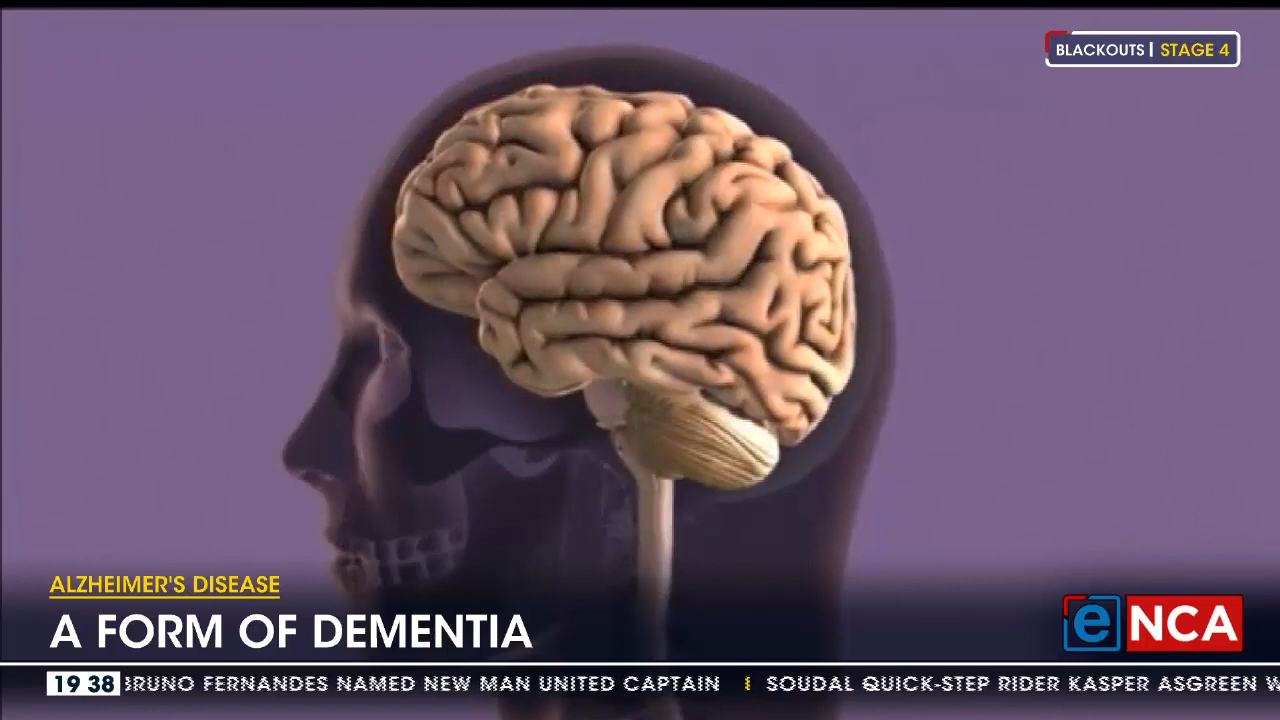 BLACKOUTS | STAGE 4
ALZHEIMER'S DISEASE
A FORM OF DEMENTIA
eNCA
19 38 BRUNO FERNANDES NAMED NEW MAN UNITED CAPTAIN ⁝ SOUDAL QUICK-STEP RIDER KASPER ASGREEN